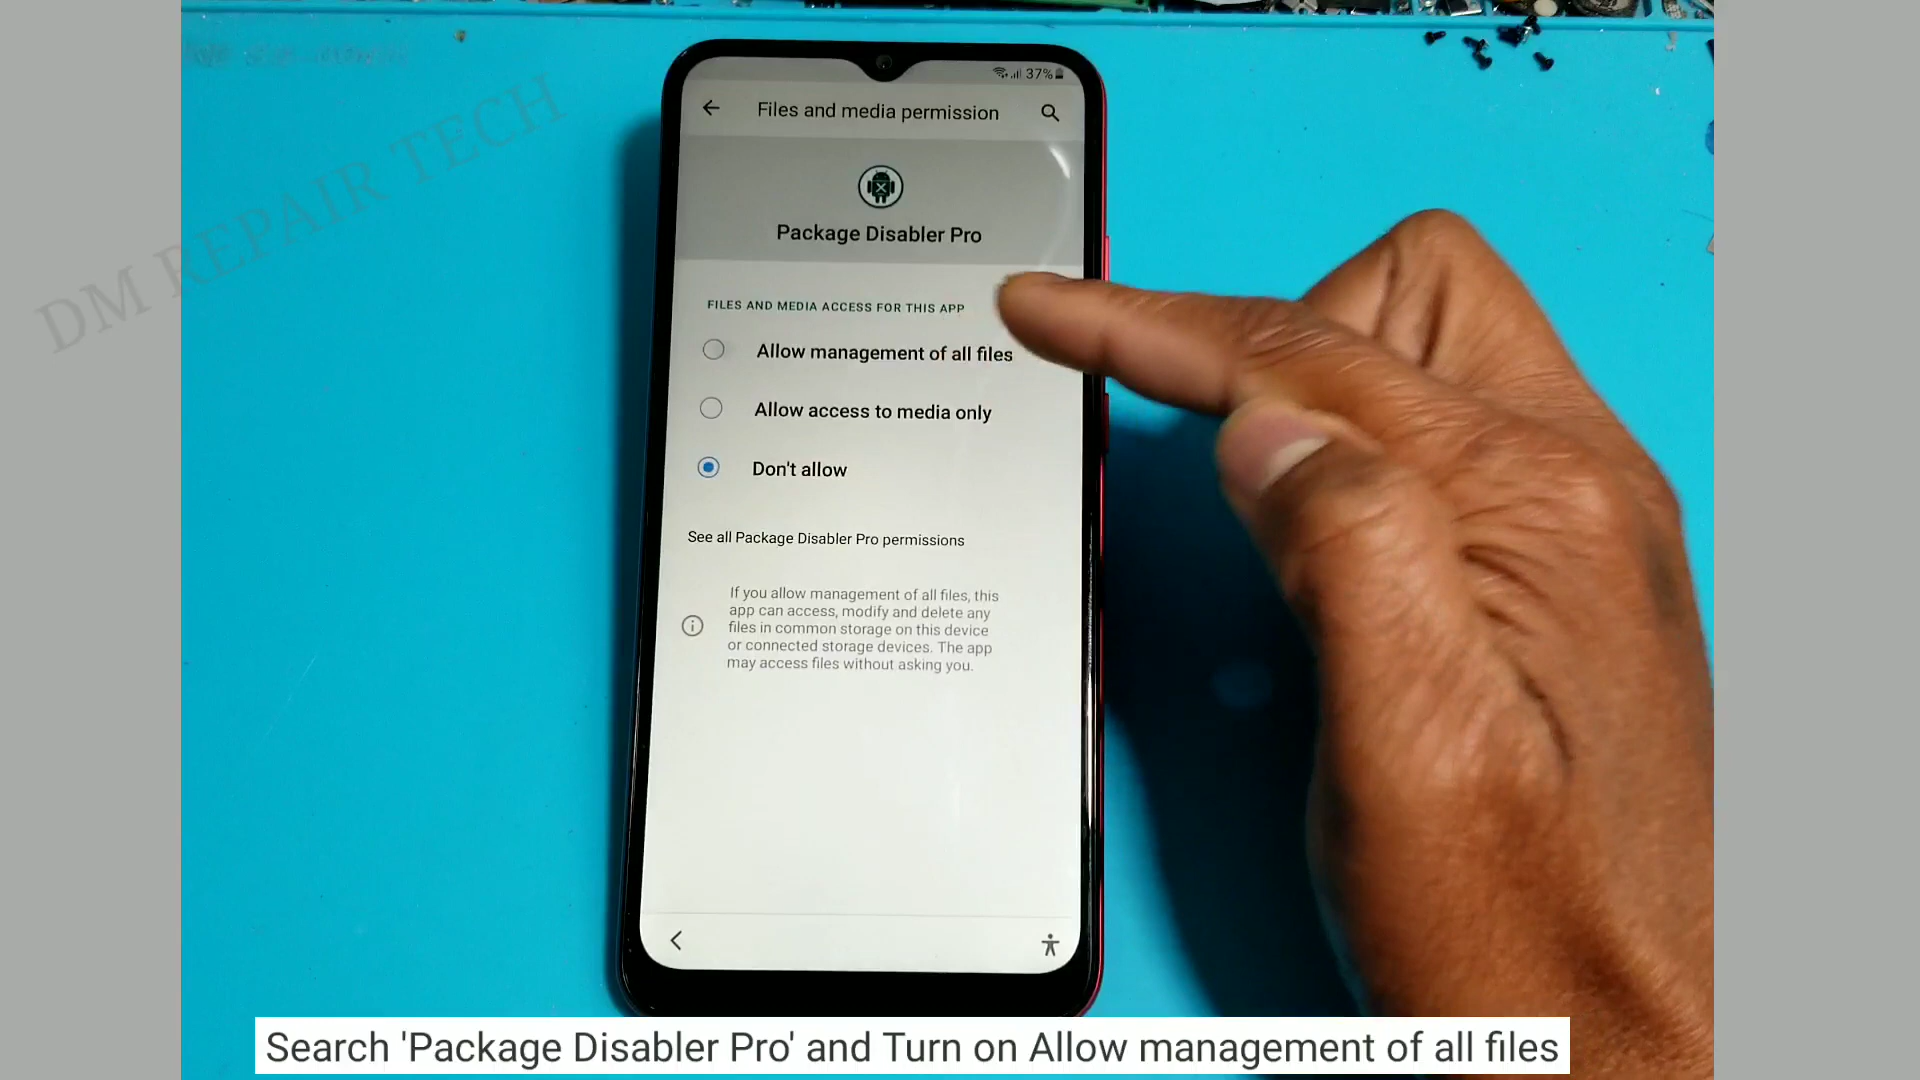 DM REPAIR TECH
37%
Files and media permission
Package Disabler Pro
FILES AND MEDIA ACCESS FOR THIS APP
Allow management of all files
Allow access to media only
Don't allow
See all Package Disabler Pro permissions
If you allow management of all files, this
app can access, modify and delete any
files in common storage on this device
or connected storage devices. The app
may access files without asking you.
Search 'Package Disabler Pro' and Turn on Allow management of all files